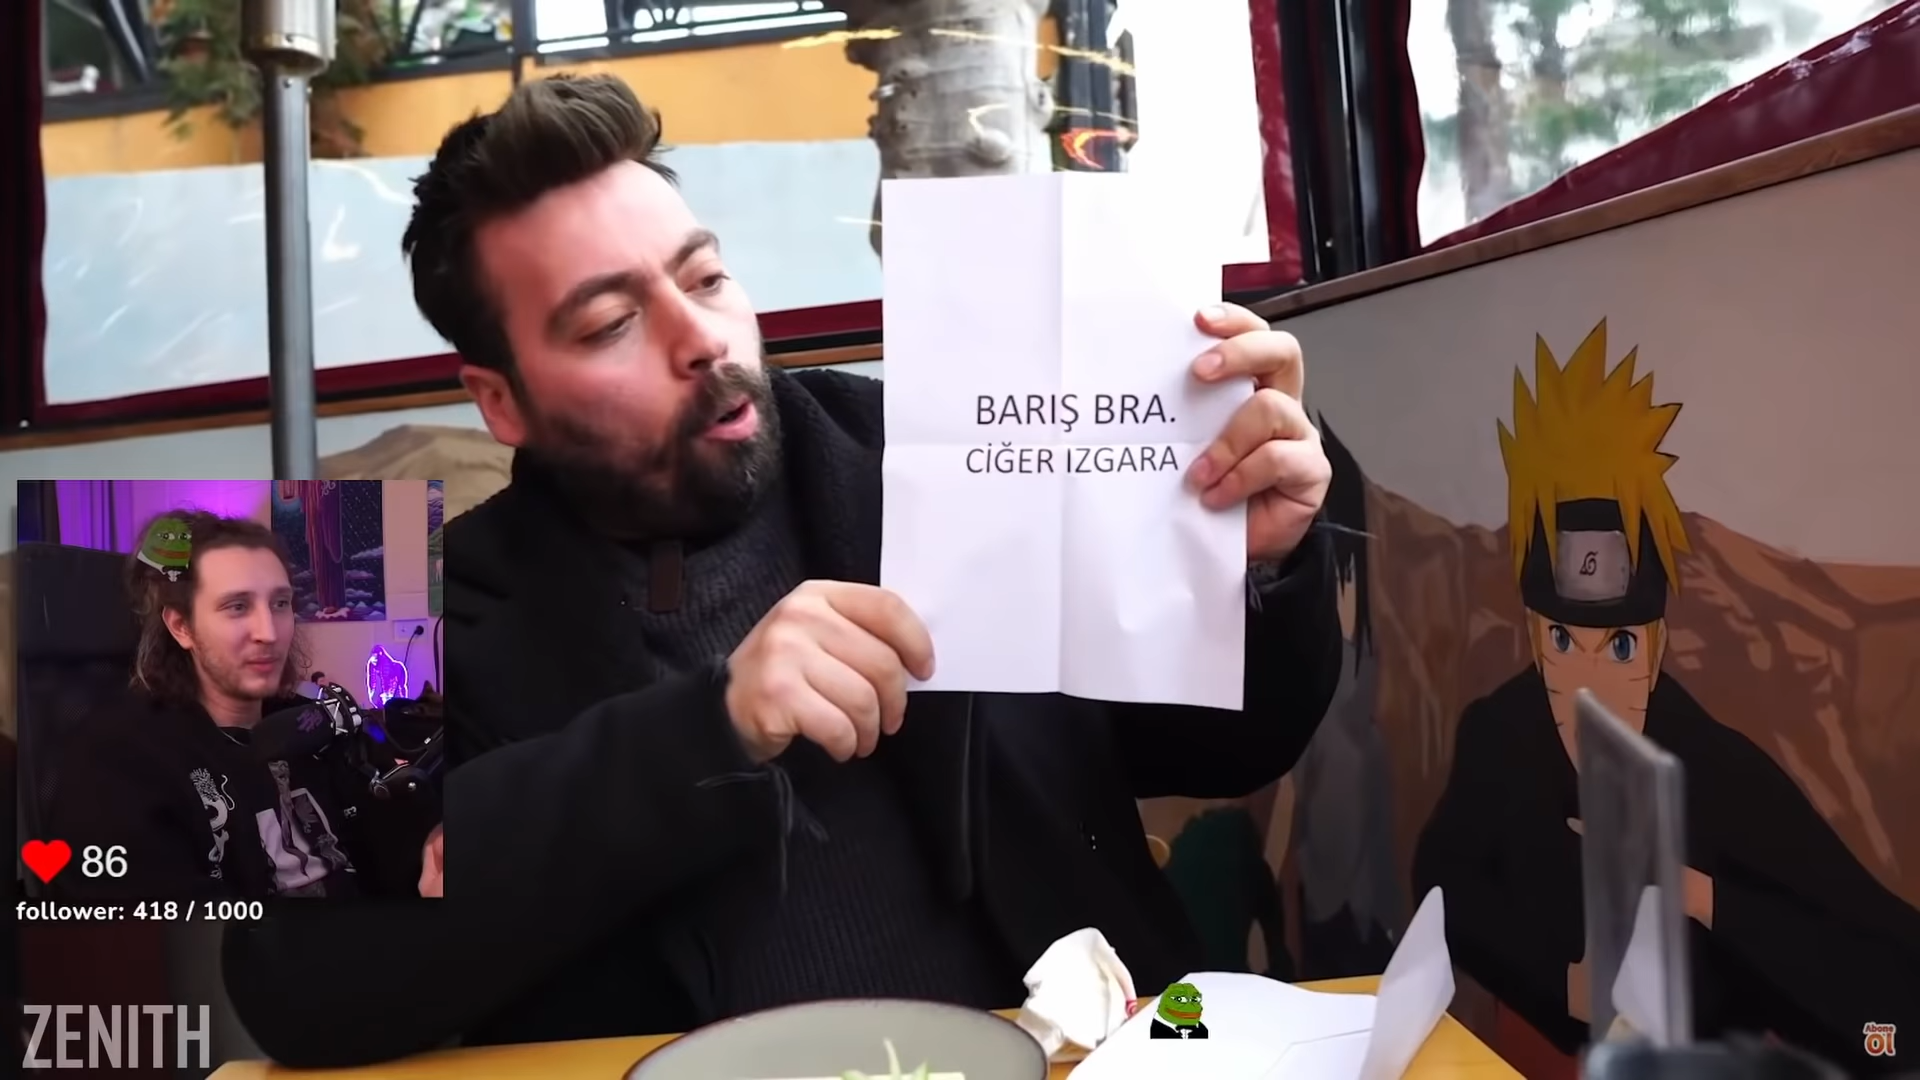 BARIŞ BRA.
CİĞER IZGARA
86
follower: 418 / 1000
ZENITH
Abone
Ol